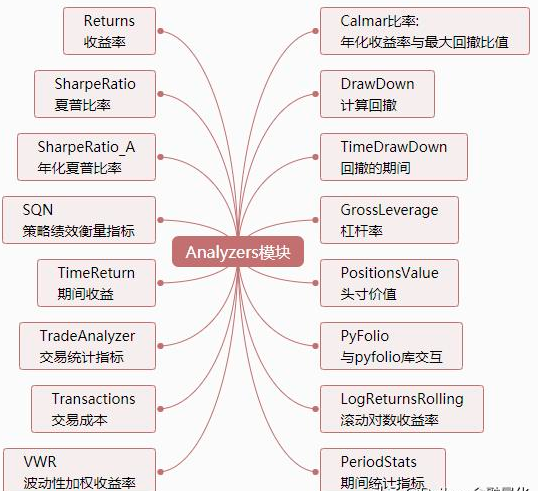 Returns
收益率
SharpeRatio
夏普比率
SharpeRatio_A
年化夏普比率
SQN
策略绩效衡量指标
TimeReturn
期间收益
TradeAnalyzer
交易统计指标
Transactions
交易成本
VWR
波动性加权收益率
Analyzers模块
Calmar比率:
年化收益率与最大回撤比值
DrawDown
计算回撤
TimeDrawDown
回撤的期间
GrossLeverage
杠杆率
PositionsValue
头寸价值
PyFolio
与pyfolio库交互
LogReturnsRolling
滚动对数收益率
PeriodStats
期间统计指标